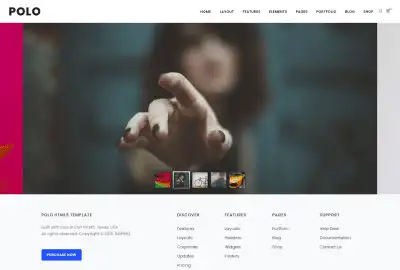 POLO
HOME LAYOUT FEATURES ELEMENTS PAGES PORTFOLIO BLOG SHOP
POLO HTML5 TEMPLATE
DISCOVER
Features
Layouts
Corporate
Updates
Pricing
FEATURES
Layouts
Headers
Widgets
Footers
PAGES
Portfolio
Blog
Shop
SUPPORT
Help Desk
Documentation
Contact Us
PURCHASE NOW